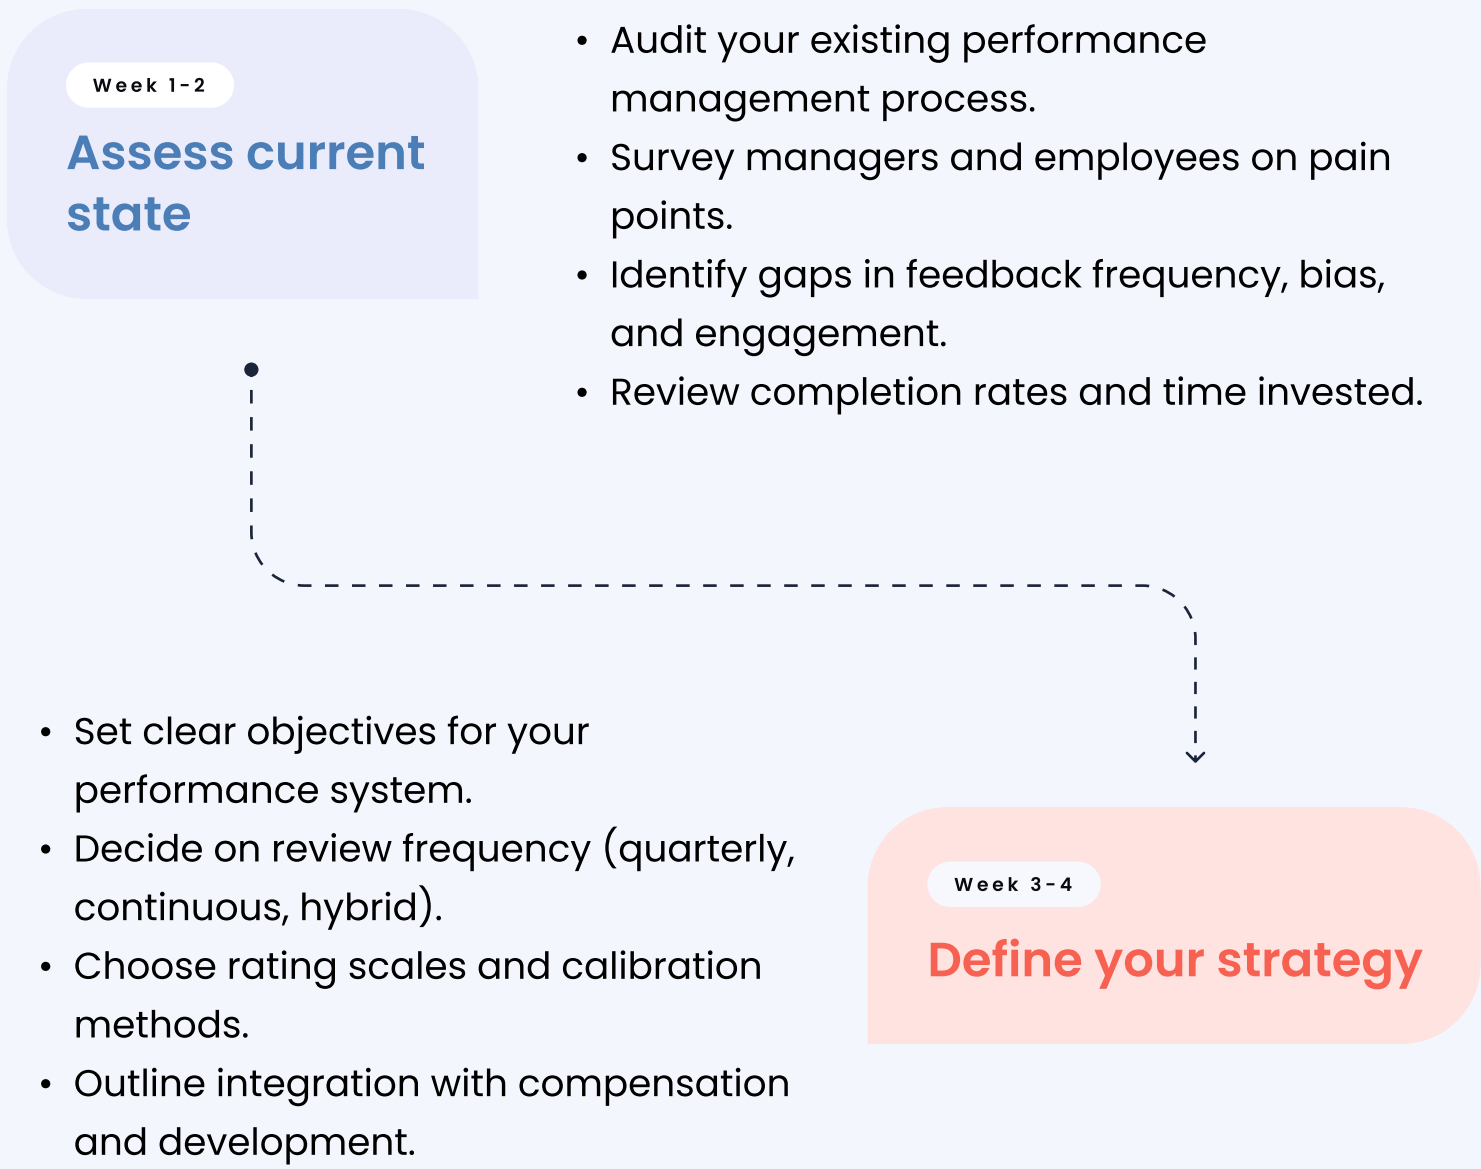 Week 1-2
Assess current
state
• Audit your existing performance
management process.
• Survey managers and employees on pain
points.
• Identify gaps in feedback frequency, bias,
and engagement.
• Review completion rates and time invested.
• Set clear objectives for your
performance system.
• Decide on review frequency (quarterly,
continuous, hybrid).
• Choose rating scales and calibration
methods.
• Outline integration with compensation
and development.
Week 3-4
Define your strategy